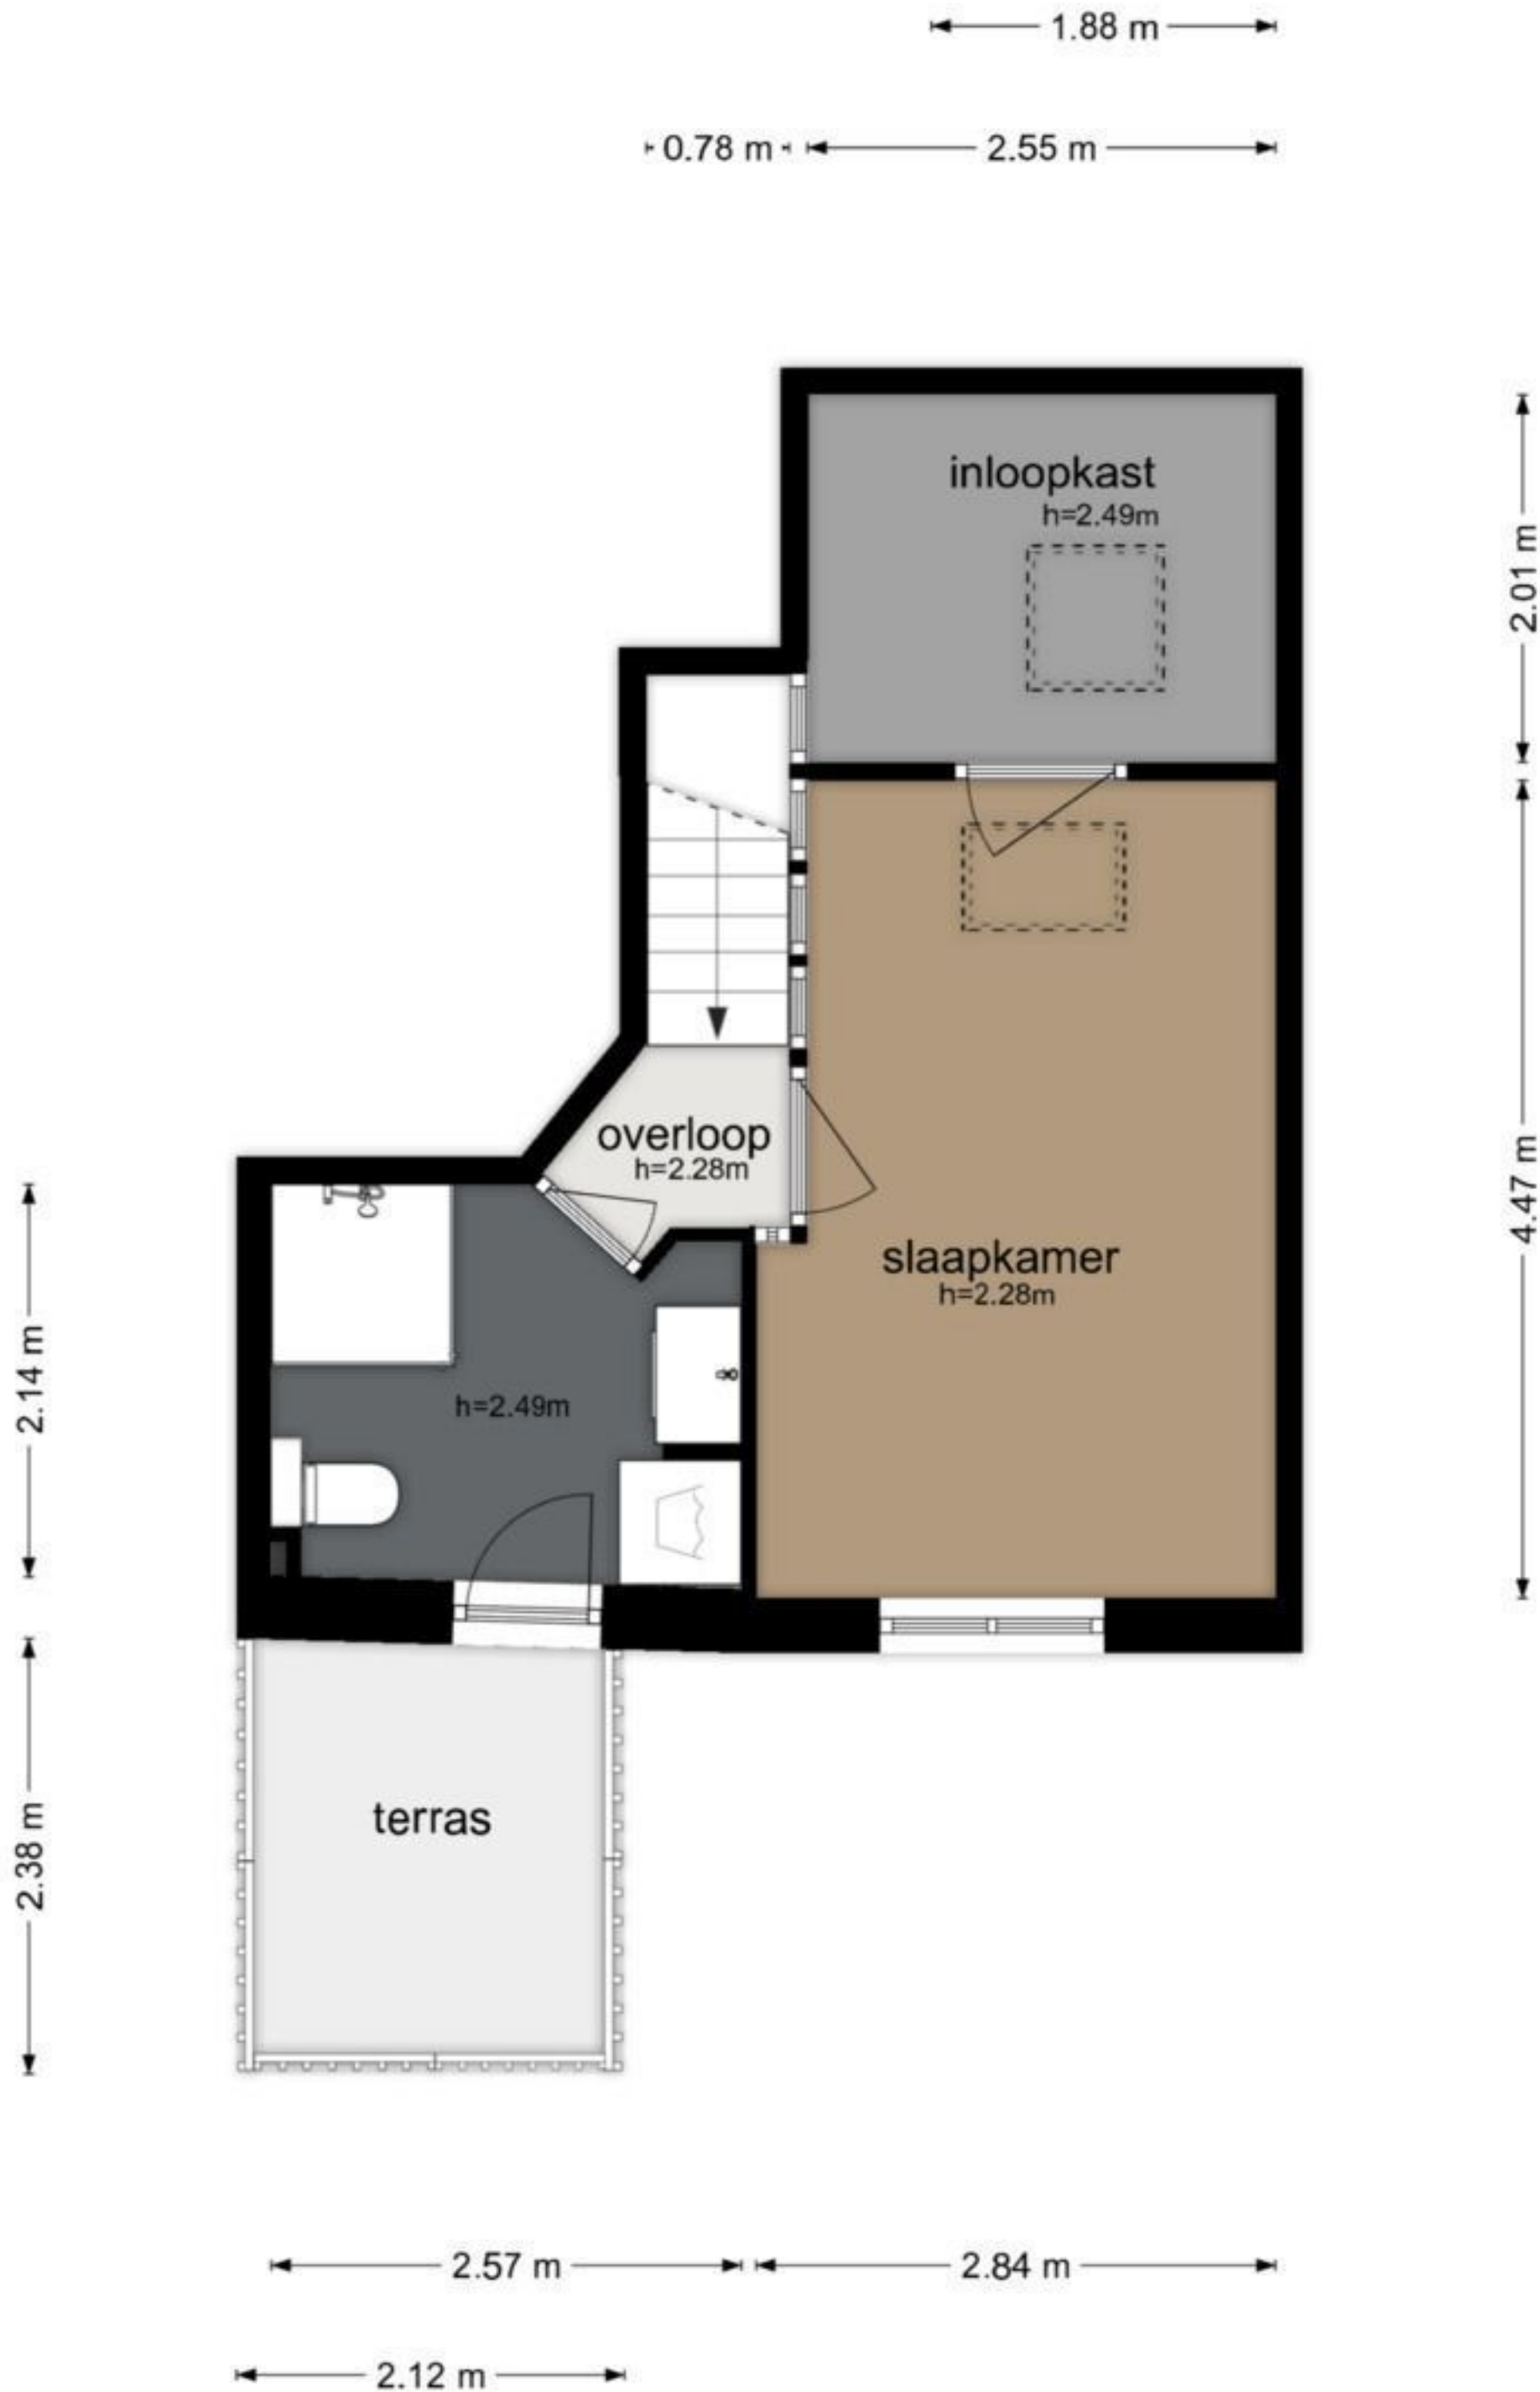 1.88 m
0.78 m
2.55 m
inloopkast
h=2.49m
2.01 m
overloop
h=2.28m
slaapkamer
h=2.28m
4.47 m
2.14 m
h=2.49m
terras
2.38 m
2.57 m
2.84 m
2.12 m